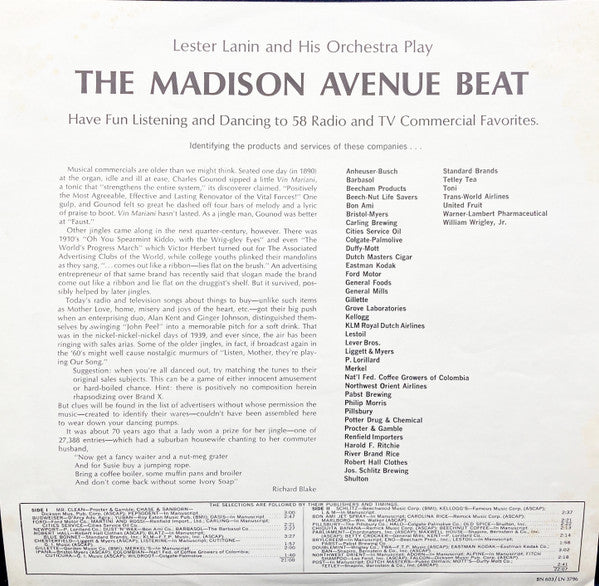 Lester Lanin and His Orchestra Play
THE MADISON AVENUE BEAT
Have Fun Listening and Dancing to 58 Radio and TV Commercial Favorites.
Identifying the products and services of these companies . . .
Musical commercials are older than we might think. Seated one day (in 1890)
at the organ, idle and ill at ease, Charles Gounod sipped a little Vin Mariani,
a tonic that "strengthens the entire system," its discoverer claimed. "Positively
the Most Agreeable, Effective and Lasting Renovator of the Vital Forces!" One
gulp, and Gounod felt so great he dashed off four bars of melody and a lyric
of praise to boot. Vin Mariani hasn't lasted. As a jingle man, Gounod was better
at "Faust."
Other jingles came along in the next quarter-century, however. There was
1910's "Oh You Spearmint Kiddo, with the Wrig-gley Eyes" and even "The
World's Progress March" which Victor Herbert turned out for The Associated
Advertising Clubs of the World, while college youths plinked their mandolins
as they sang, ". . . comes out like a ribbon—lies flat on the brush." An advertising
entrepreneur of that same brand has recently said that slogan made the brand
come out like a ribbon and lie flat on the druggist's shelf. But it survived, pos-
sibly helped by later jingles.
Today's radio and television songs about things to buy—unlike such items
as Mother Love, home, misery and joys of the heart, etc.—got their big push
when an enterprising duo, Alan Kent and Ginger Johnson, distinguished them-
selves by swinging "John Peel" into a memorable pitch for a soft drink. That
was in the nickel-nickel-nickel days of 1939, and ever since, the air has been
ringing with sales arias. Some of the older jingles, in fact, if broadcast again in
the '60's might well cause nostalgic murmurs of "Listen, Mother, they're play-
ing Our Song."
Suggestion: when you're all danced out, try matching the tunes to their
original sales subjects. This can be a game of either innocent amusement
or hard-boiled chance. Hint: there is positively no composition herein
rhapsodizing over Brand X.
But clues will be found in the list of advertisers without whose permission the
music—created to identify their wares—couldn't have been assembled here
to wear down your dancing pumps.
It was about 70 years ago that a lady won a prize for her jingle—one of
27,388 entries—which had a suburban housewife chanting to her commuter
husband,
"Now get a fancy waiter and a nut-meg grater
And for Susie buy a jumping rope.
Bring a coffee boiler, some muffin pans and broiler
And don't come back without some Ivory Soap"
Richard Blake
Anheuser-Busch
Barbasol
Beecham Products
Beech-Nut Life Savers
Bon Ami
Bristol-Myers
Carling Brewing
Cities Service Oil
Colgate-Palmolive
Duffy-Mott
Dutch Masters Cigar
Eastman Kodak
Ford Motor
General Foods
General Mills
Gillette
Grove Laboratories
Kellogg
KLM Royal Dutch Airlines
Lestoil
Lever Bros.
Liggett & Myers
P. Lorillard
Merkel
Nat'l Fed. Coffee Growers of Colombia
Northwest Orient Airlines
Pabst Brewing
Philip Morris
Pillsbury
Potter Drug & Chemical
Procter & Gamble
Renfield Importers
Harold F. Ritchie
River Brand Rice
Robert Hall Clothes
Jos. Schlitz Brewing
Shulton
Standard Brands
Tetley Tea
Toni
Trans-World Airlines
United Fruit
Warner-Lambert Pharmaceutical
William Wrigley, Jr.
THE SELECTIONS ARE FOLLOWED BY THEIR PUBLISHERS AND TIMINGS.
SIDE I
SIDE II
BN 603/LN 3796